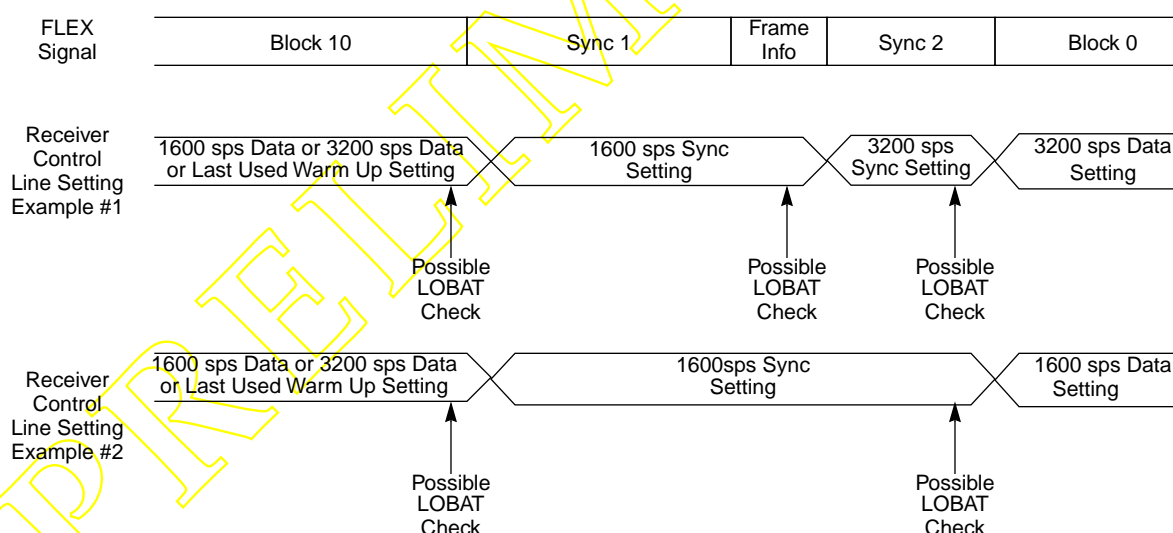 FLEX
Signal
Block 10
Sync 1
Frame
Info
Sync 2
Block 0
Receiver
Control
Line Setting
Example #1
1600 sps Data or 3200 sps Data
or Last Used Warm Up Setting
1600 sps Sync
Setting
3200 sps
Sync Setting
3200 sps Data
Setting
Possible
LOBAT
Check
Possible
LOBAT
Check
Possible
LOBAT
Check
Receiver
Control
Line Setting
Example #2
1600 sps Data or 3200 sps Data
or Last Used Warm Up Setting
1600sps Sync
Setting
1600 sps Data
Setting
Possible
LOBAT
Check
Possible
LOBAT
Check
PRELIM